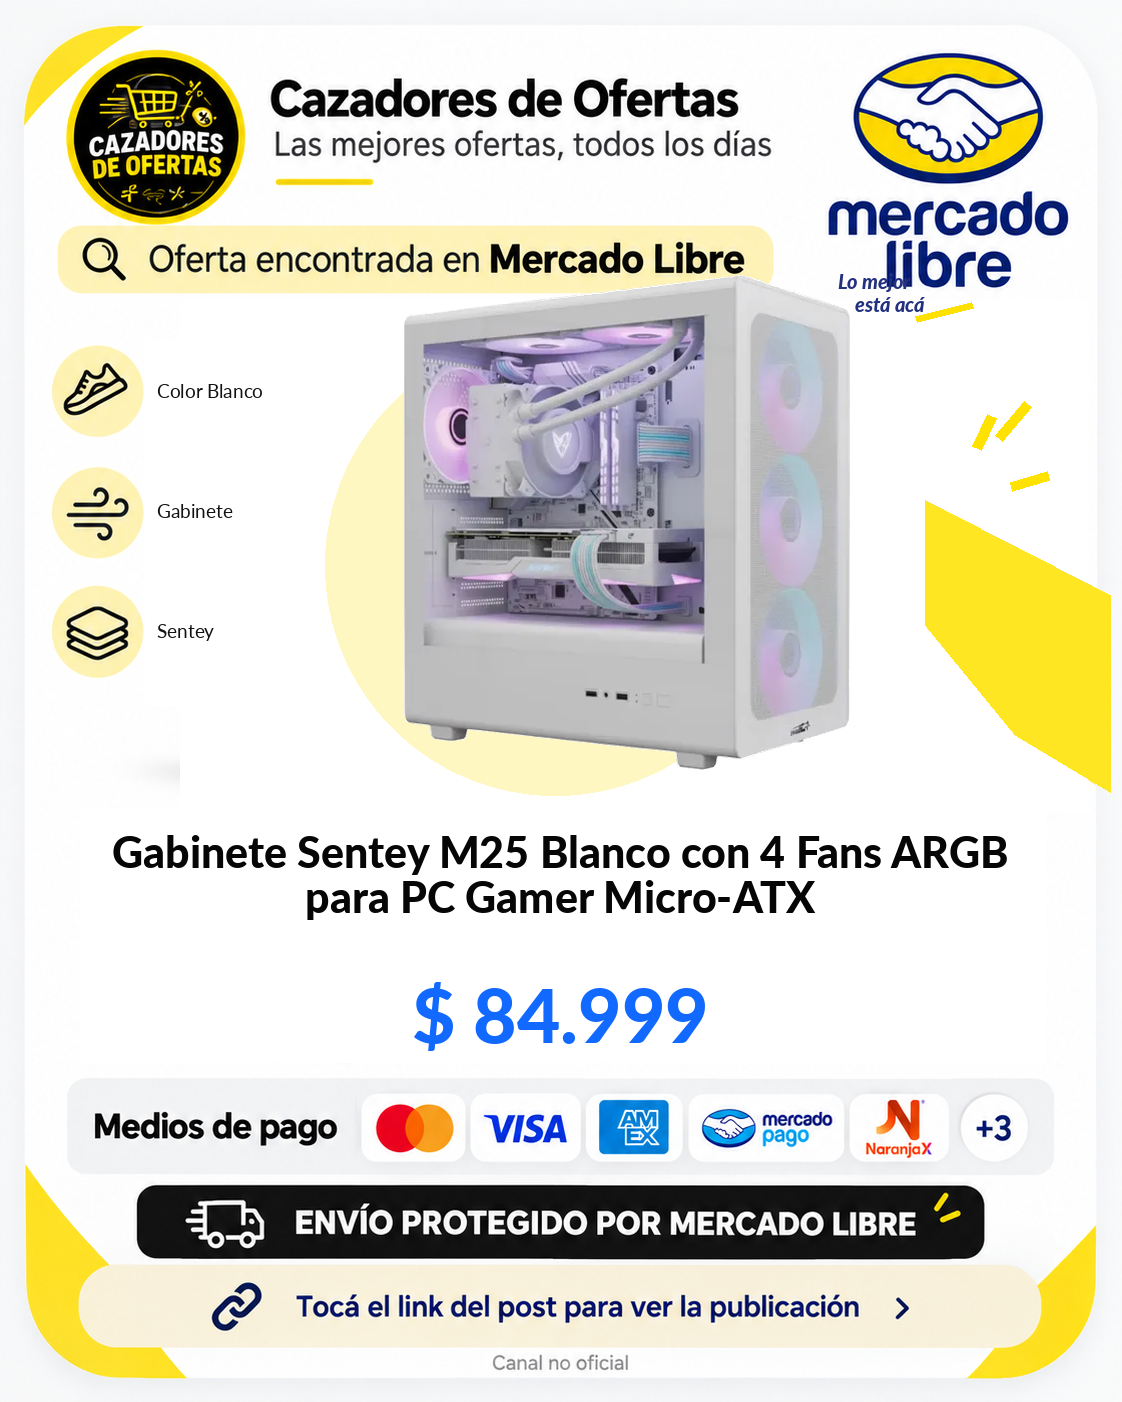 CAZADORES
DE OFERTAS
Cazadores de Ofertas
Las mejores ofertas, todos los días
mercado
libre
Oferta encontrada en Mercado Libre
Lo mejor
está acá
Color Blanco
Gabinete
Sentey
Gabinete Sentey M25 Blanco con 4 Fans ARGB
para PC Gamer Micro-ATX
$ 84.999
Medios de pago
VISA
AM
EX
mercado
pago
NaranjaX
+3
ENVÍO PROTEGIDO POR MERCADO LIBRE
Tocá el link del post para ver la publicación
Canal no oficial